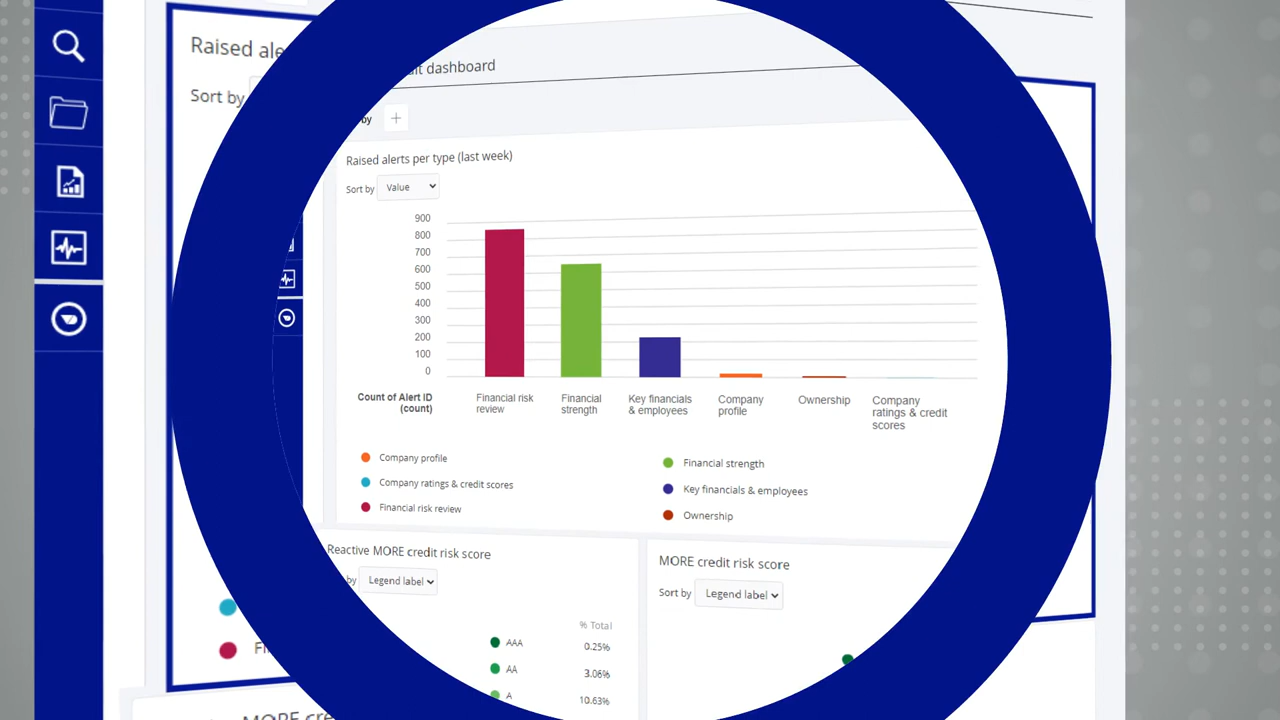 Raised
Sort by
dashboard
by
Raised alerts per type (last week)
Sort by Value
900
800
700
600
500
400
300
200
100
0
Count of Alert ID
(count)
Financial risk
review
Financial
strength
Key financials
& employees
Company
profile
Ownership
Company
ratings & credit
scores
Company profile
Company ratings & credit scores
Financial risk review
Financial strength
Key financials & employees
Ownership
Reactive MORE credit risk score
by Legend label
% Total
AAA 0.25%
AA 3.06%
A 10.63%
MORE credit risk score
Sort by Legend label
MORE